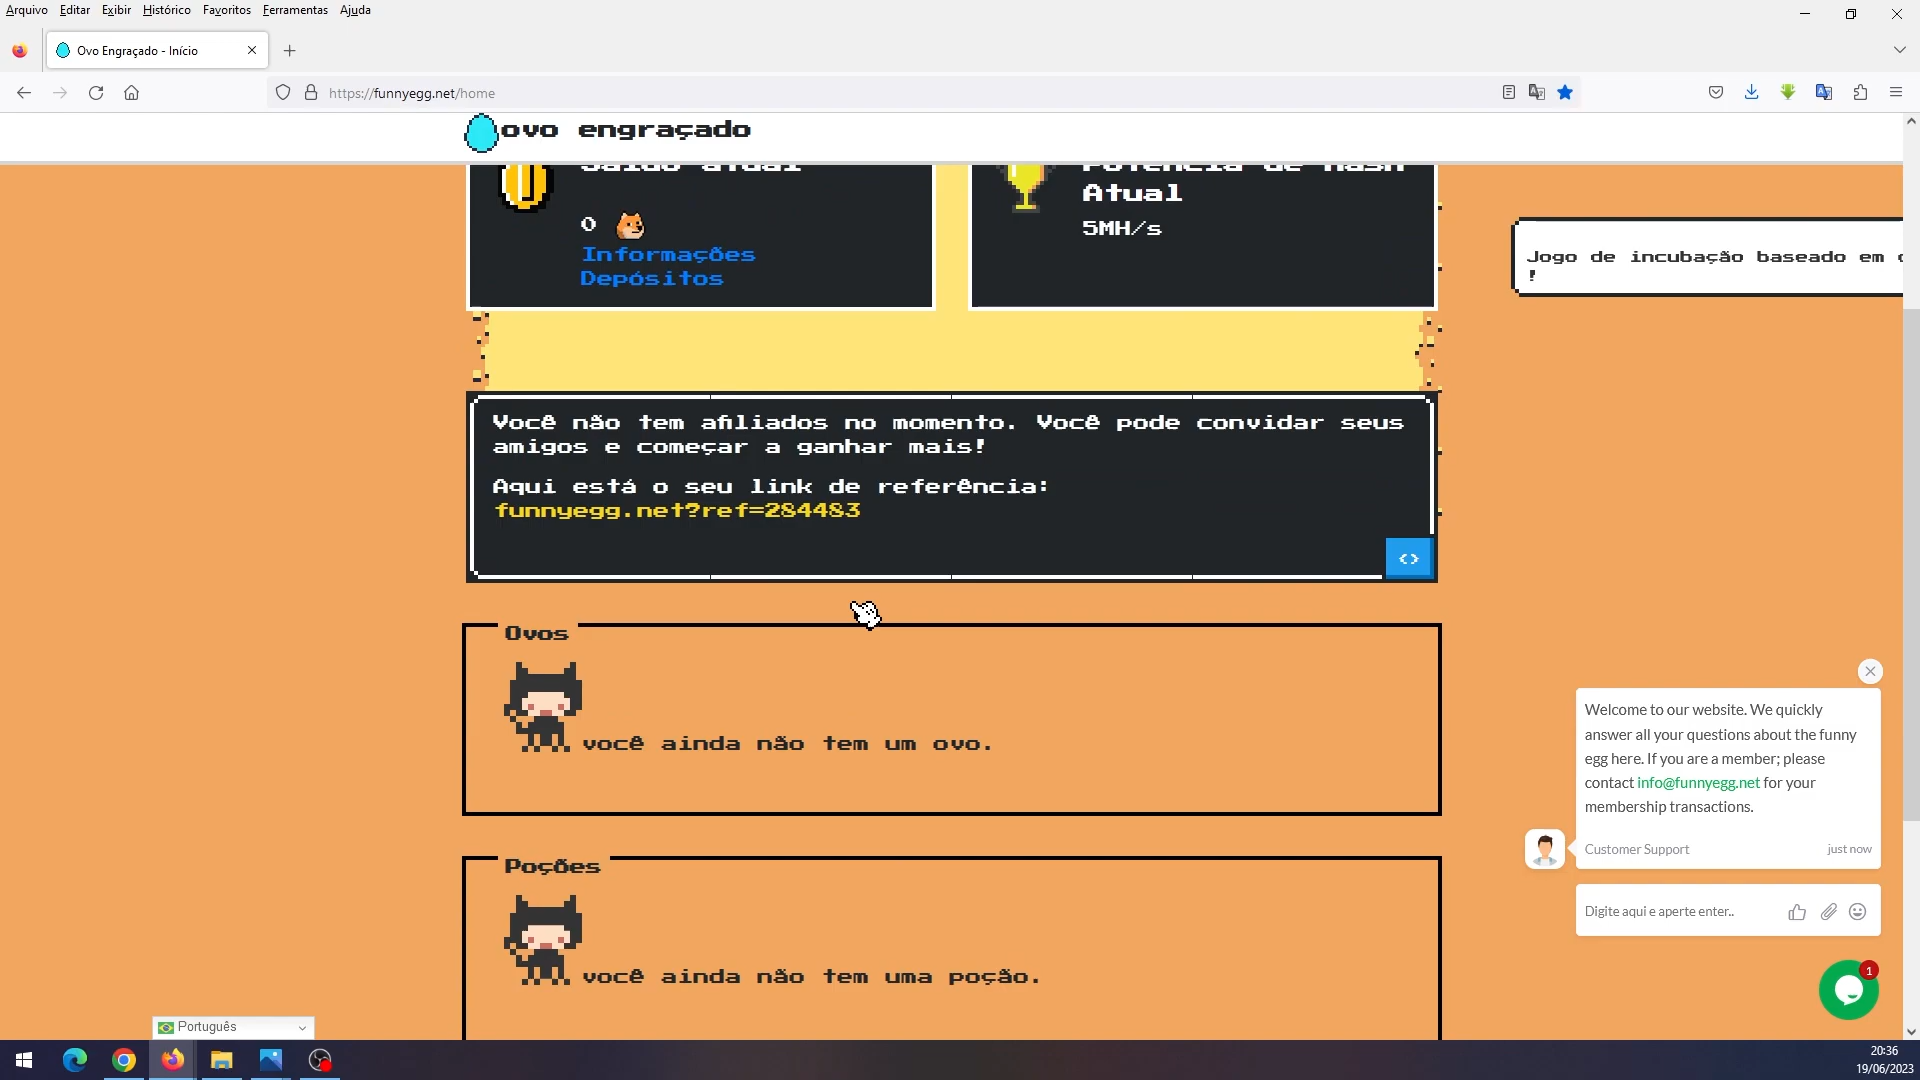 Arquivo Editar Exibir Histórico Favoritos Ferramentas Ajuda
Ovo Engraçado - Início
https://funnyegg.net/home
ovo engraçado
Saldo atual
0
Informações
Depósitos
Potência de Hash
Atual
5MH/s
Jogo de incubação baseado em
!
Você não tem afiliados no momento. Você pode convidar seus
amigos e começar a ganhar mais!
Aqui está o seu link de referência:
funnyegg.net?ref=284483
<>
Ovos
você ainda não tem um ovo.
Poções
você ainda não tem uma poção.
Welcome to our website. We quickly
answer all your questions about the funny
egg here. If you are a member; please
contact info@funnyegg.net for your
membership transactions.
Customer Support just now
Digite aqui e aperte enter..
1
Português
20:36
19/06/2023